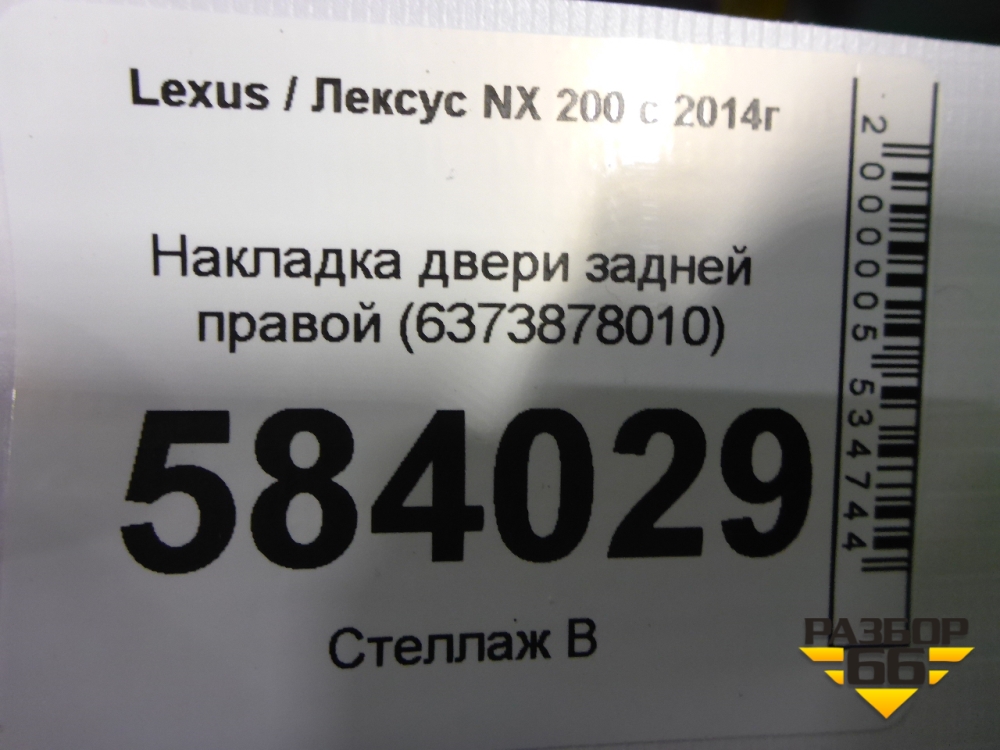 Lexus / Лексус NX 200 с 2014г
Накладка двери задней
правой (6373878010)
584029
Стеллаж В
2000005534744
РАЗБОР
66